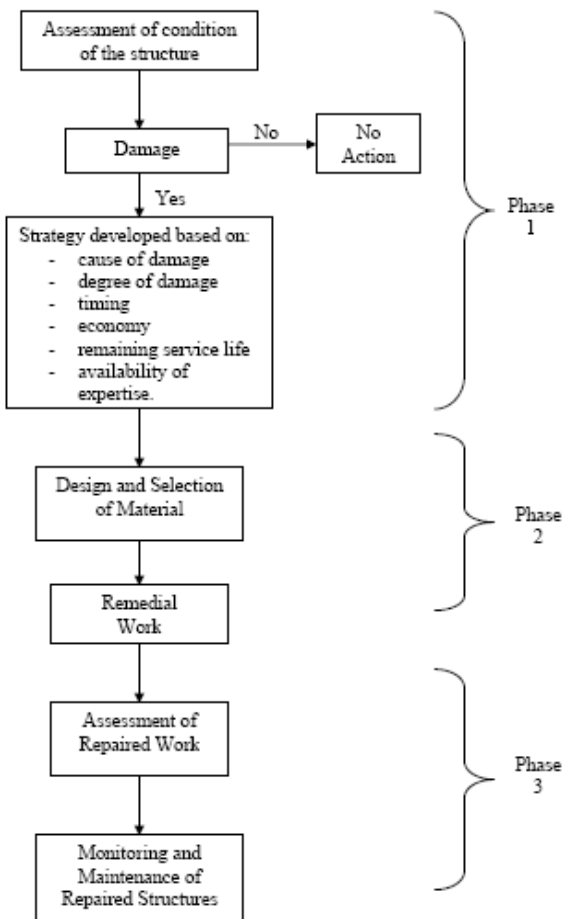 Assessment of condition
of the structure
Damage
No
No
Action
Yes
Strategy developed based on:
- cause of damage
- degree of damage
- timing
- economy
- remaining service life
- availability of
expertise.
Phase
1
Design and Selection
of Material
Phase
2
Remedial
Work
Assessment of
Repaired Work
Phase
3
Monitoring and
Maintenance of
Repaired Structures